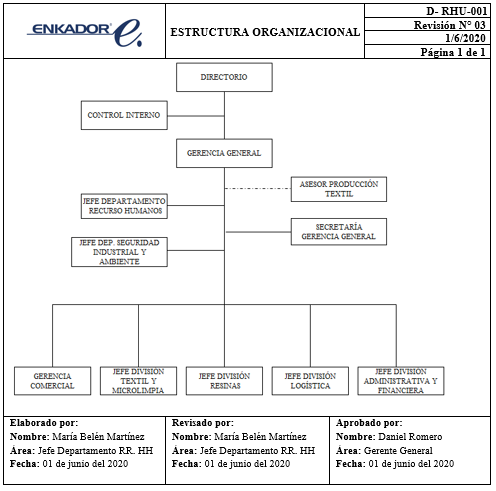 ENKADOR e.
ESTRUCTURA ORGANIZACIONAL
D- RHU-001
Revisión N° 03
1/6/2020
Página 1 de 1
DIRECTORIO
CONTROL INTERNO
GERENCIA GENERAL
ASESOR PRODUCCIÓN
TEXTIL
JEFE DEPARTAMENTO
RECURSO HUMANOS
SECRETARÍA
GERENCIA GENERAL
JEFE DEP. SEGURIDAD
INDUSTRIAL Y
AMBIENTE
GERENCIA
COMERCIAL
JEFE DIVISIÓN
TEXTIL Y
MICROLIMPIA
JEFE DIVISIÓN
RESINAS
JEFE DIVISIÓN
LOGÍSTICA
JEFE DIVISIÓN
ADMINISTRATIVA Y
FINANCIERA
Elaborado por:
Nombre: María Belén Martínez
Área: Jefe Departamento RR. HH
Fecha: 01 de junio del 2020
Revisado por:
Nombre: María Belén Martínez
Área: Jefe Departamento RR. HH
Fecha: 01 de junio del 2020
Aprobado por:
Nombre: Daniel Romero
Área: Gerente General
Fecha: 01 de junio del 2020